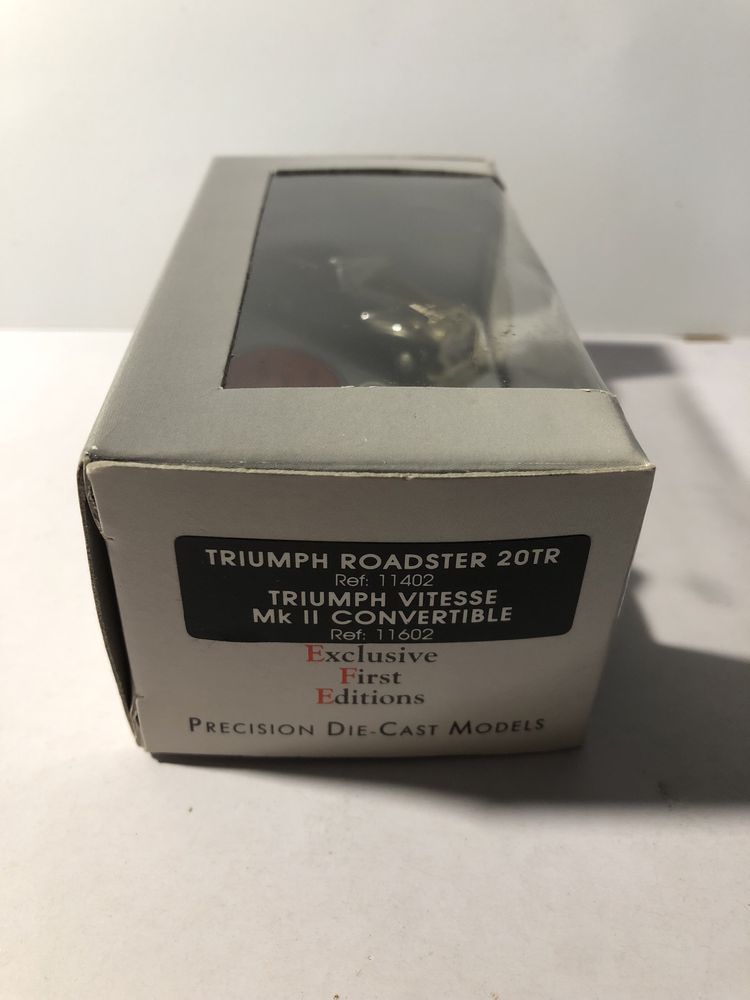 TRIUMPH ROADSTER 20TR
Ref: 11402
TRIUMPH VITESSE
Mk II CONVERTIBLE
Ref: 11602
Exclusive
First
Editions
PRECISION DIE-CAST MODELS